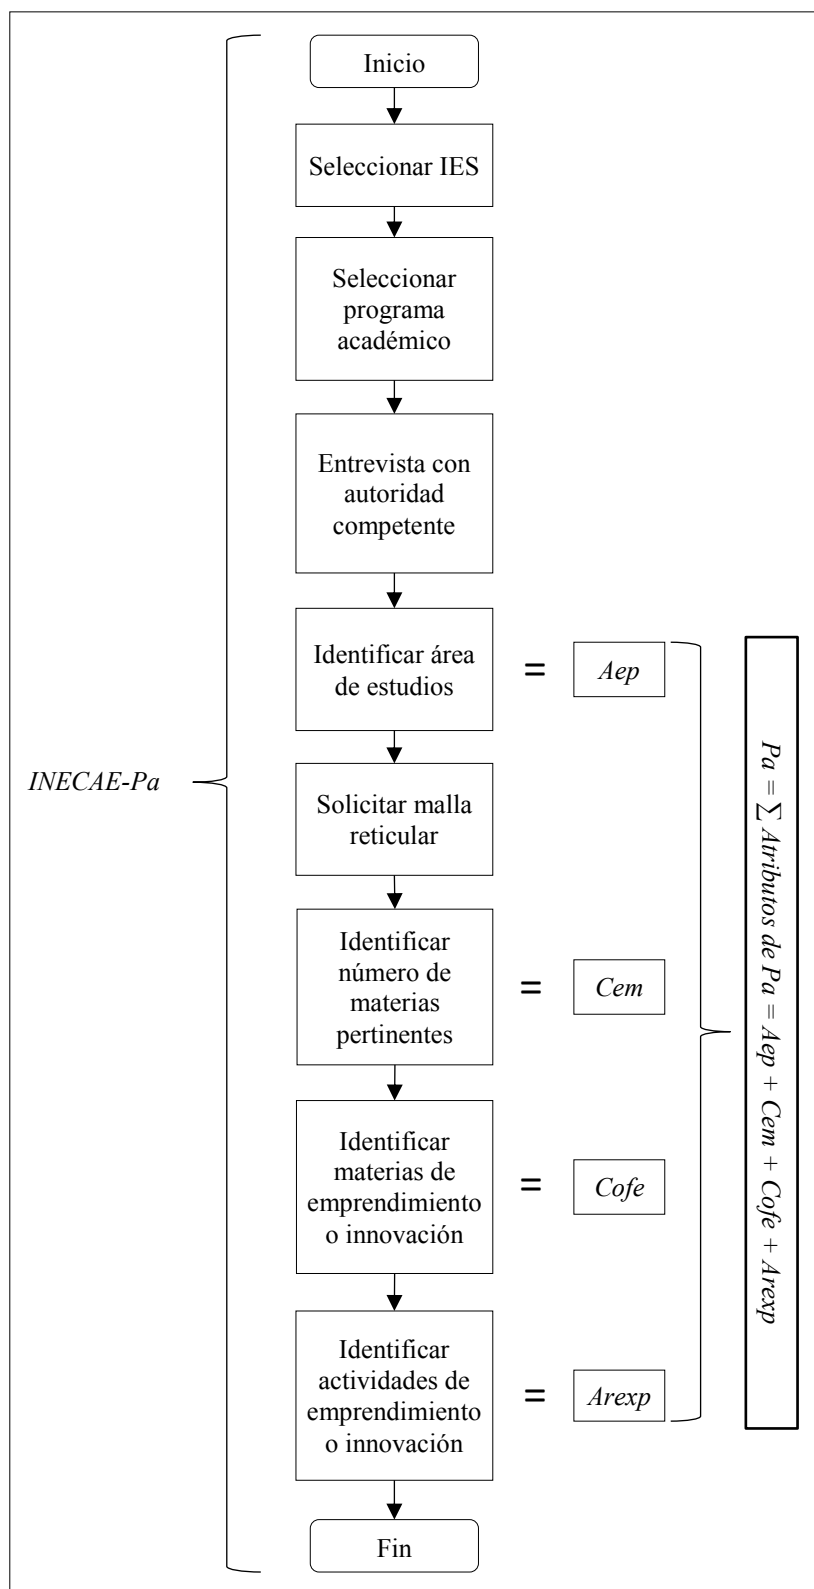 Inicio
Seleccionar IES
Seleccionar
programa
académico
Entrevista con
autoridad
competente
Identificar área
de estudios
=
Aep
INECAE-Pa
Solicitar malla
reticular
Identificar
número de
materias
pertinentes
=
Cem
Identificar
materias de
emprendimiento
o innovación
=
Cofe
Identificar
actividades de
emprendimiento
o innovación
=
Arexp
Fin
Pa = ∑ Atributos de Pa = Aep + Cem + Cofe + Arexp